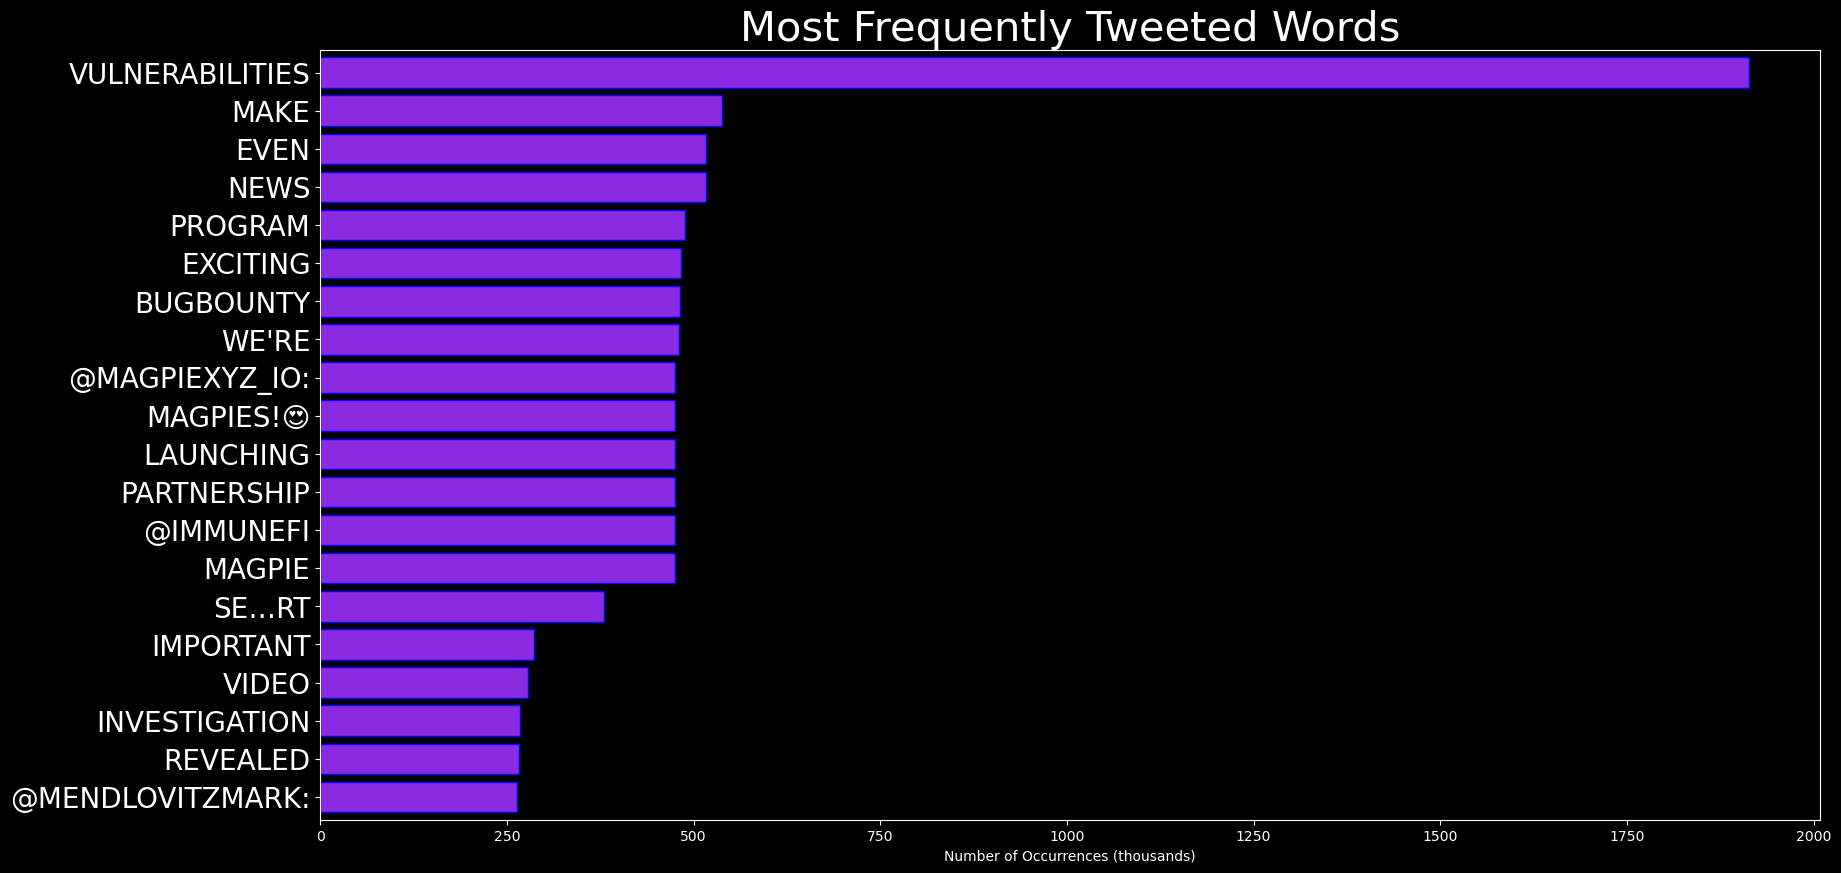 Most Frequently Tweeted Words
VULNERABILITIES
MAKE
EVEN
NEWS
PROGRAM
EXCITING
BUGBOUNTY
WE'RE
@MAGPIEXYZ_IO:
MAGPIES!😍
LAUNCHING
PARTNERSHIP
@IMMUNEFI
MAGPIE
SE…RT
IMPORTANT
VIDEO
INVESTIGATION
REVEALED
@MENDLOVITZMARK:
0 250 500 750 1000 1250 1500 1750 2000
Number of Occurrences (thousands)